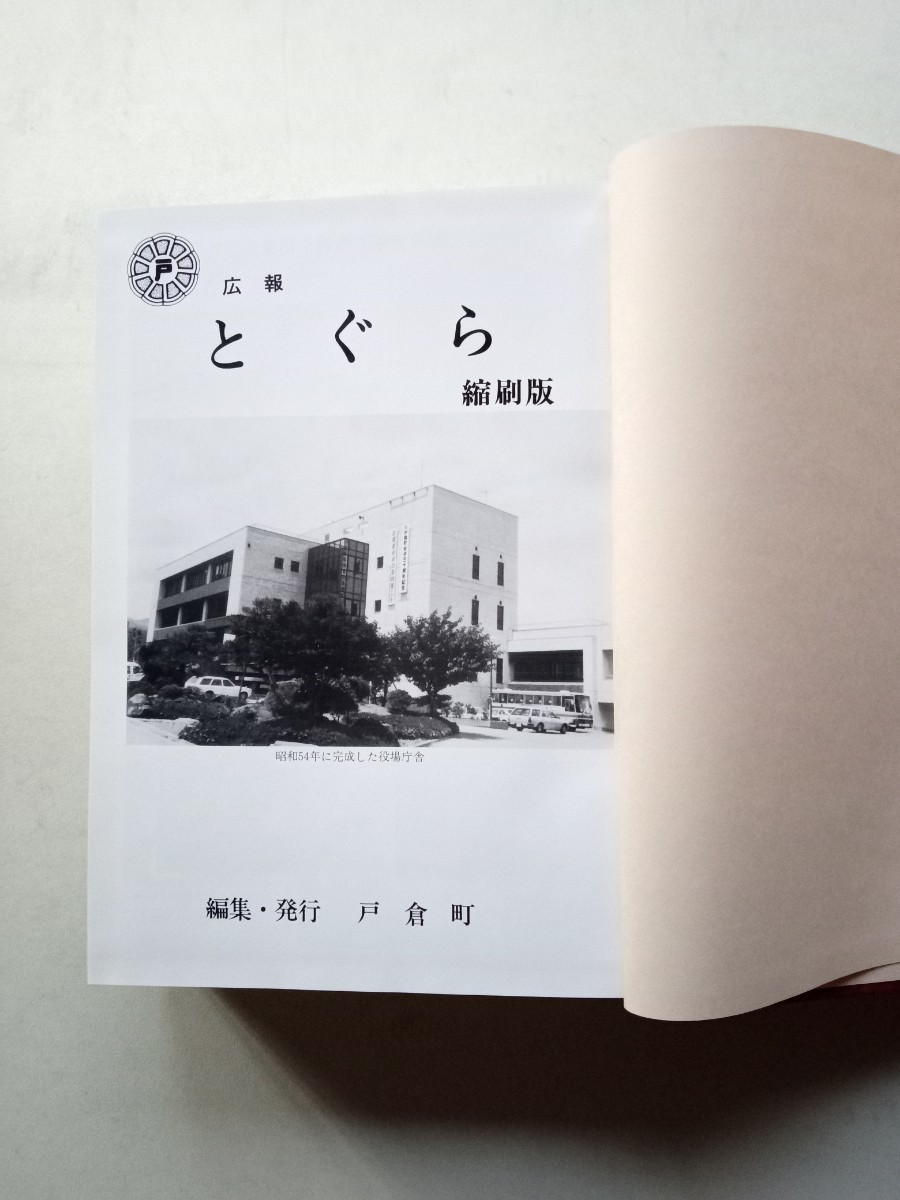 戸
広報
とぐら
縮刷版
昭和54年に完成した役場庁舎
編集・発行 戸倉町